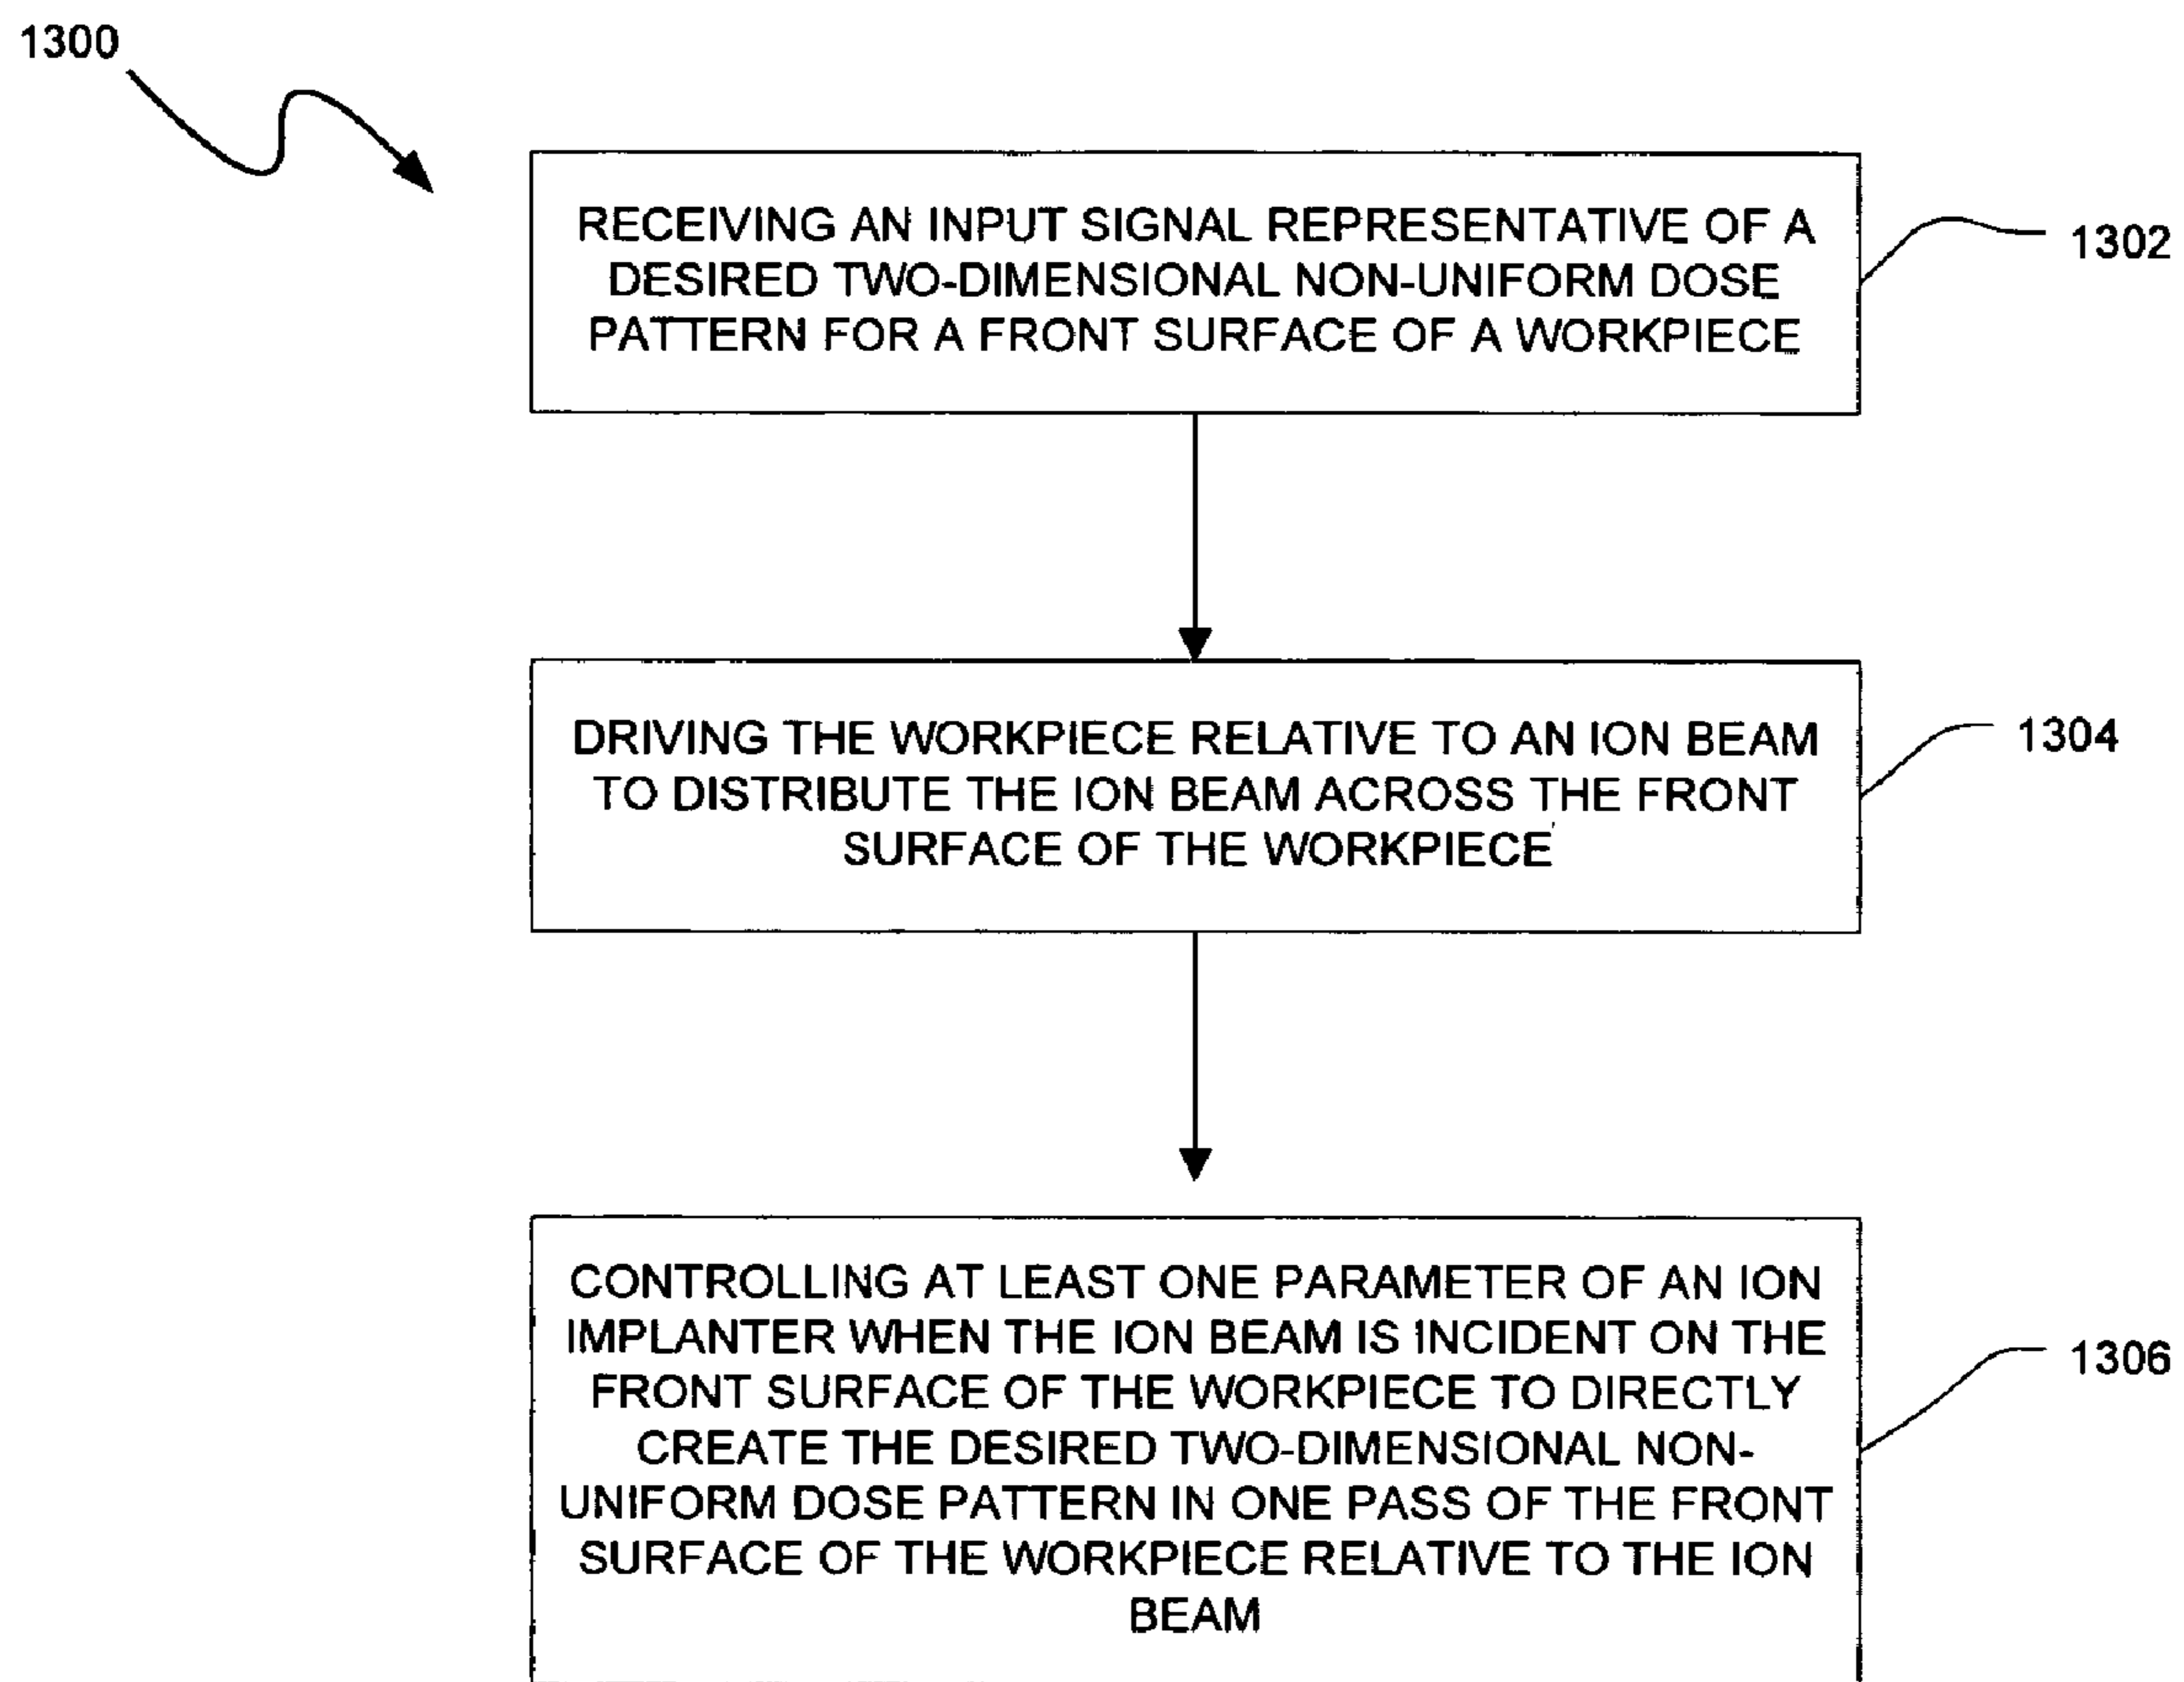 1300
RECEIVING AN INPUT SIGNAL REPRESENTATIVE OF A
DESIRED TWO-DIMENSIONAL NON-UNIFORM DOSE
PATTERN FOR A FRONT SURFACE OF A WORKPIECE
1302
DRIVING THE WORKPIECE RELATIVE TO AN ION BEAM
TO DISTRIBUTE THE ION BEAM ACROSS THE FRONT
SURFACE OF THE WORKPIECE
1304
CONTROLLING AT LEAST ONE PARAMETER OF AN ION
IMPLANTER WHEN THE ION BEAM IS INCIDENT ON THE
FRONT SURFACE OF THE WORKPIECE TO DIRECTLY
CREATE THE DESIRED TWO-DIMENSIONAL NON-
UNIFORM DOSE PATTERN IN ONE PASS OF THE FRONT
SURFACE OF THE WORKPIECE RELATIVE TO THE ION
BEAM
1306